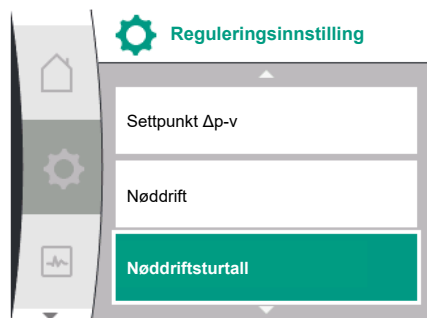 Reguleringsinnstilling
Settpunkt Δp-v
Nøddrift
Nøddriftsturtall